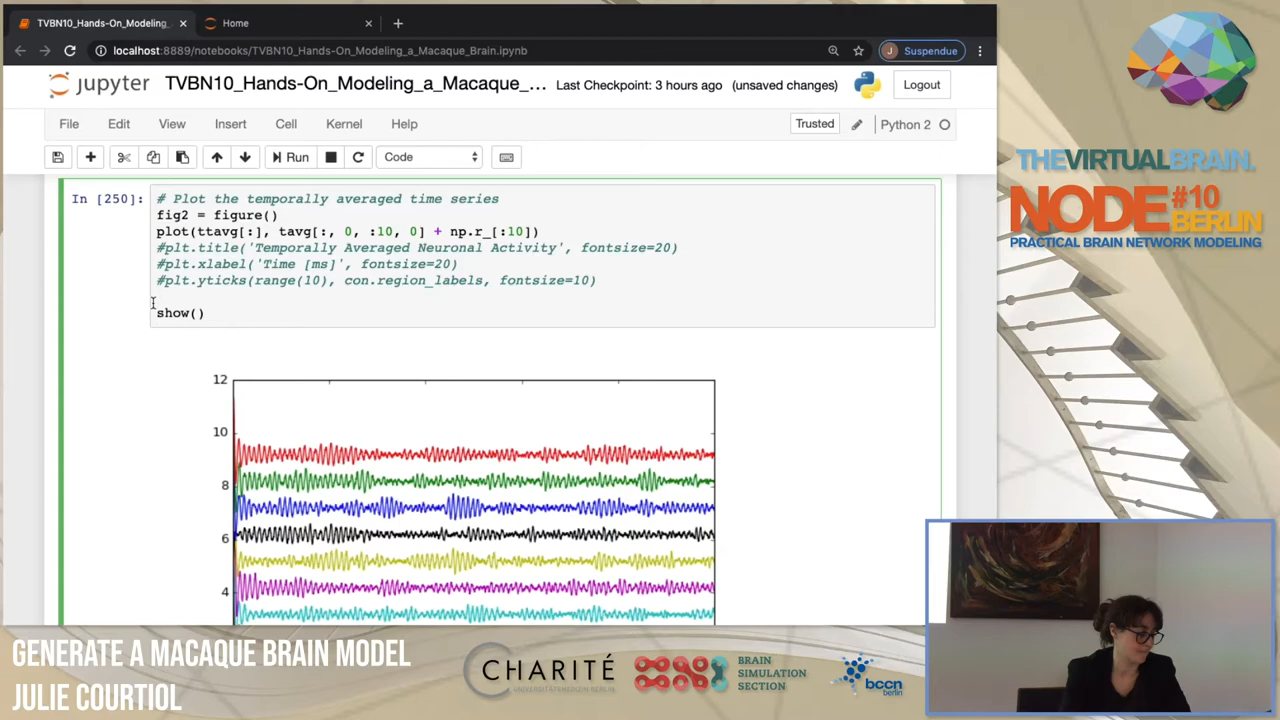 TVBN10_Hands-On_Modeling_
Home
localhost:8889/notebooks/TVBN10_Hands-On_Modeling_a_Macaque_Brain.ipynb
J Suspendue
jupyter TVBN10_Hands-On_Modeling_a_Macaque_... Last Checkpoint: 3 hours ago (unsaved changes) Logout
File Edit View Insert Cell Kernel Help Trusted Python 2
Run Code
In [250]:
# Plot the temporally averaged time series
fig2 = figure()
plot(ttavg[:], tavg[:, 0, :10, 0] + np.r_[:10])
#plt.title('Temporally Averaged Neuronal Activity', fontsize=20)
#plt.xlabel('Time [ms]', fontsize=20)
#plt.yticks(range(10), con.region_labels, fontsize=10)
show()
12
10
8
6
4
THEVIRTUALBRAIN.
NODE #10 BERLIN
PRACTICAL BRAIN NETWORK MODELING
GENERATE A MACAQUE BRAIN MODEL
JULIE COURTIOL
CHARITÉ
UNIVERSITÄTSMEDIZIN BERLIN
BRAIN
SIMULATION
SECTION
bccn
berlin